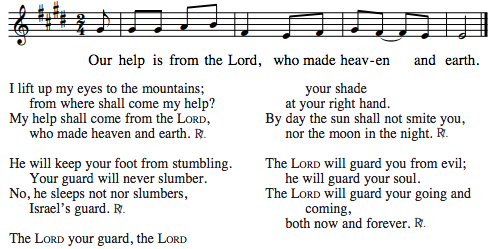 2
4
Our help is from the Lord, who made heav-en and earth.
I lift up my eyes to the mountains;
from where shall come my help?
My help shall come from the LORD,
who made heaven and earth. ℟.
He will keep your foot from stumbling.
Your guard will never slumber.
No, he sleeps not nor slumbers,
Israel's guard. ℟.
The LORD your guard, the LORD
your shade
at your right hand.
By day the sun shall not smite you,
nor the moon in the night. ℟.
The LORD will guard you from evil;
he will guard your soul.
The LORD will guard your going and
coming,
both now and forever. ℟.